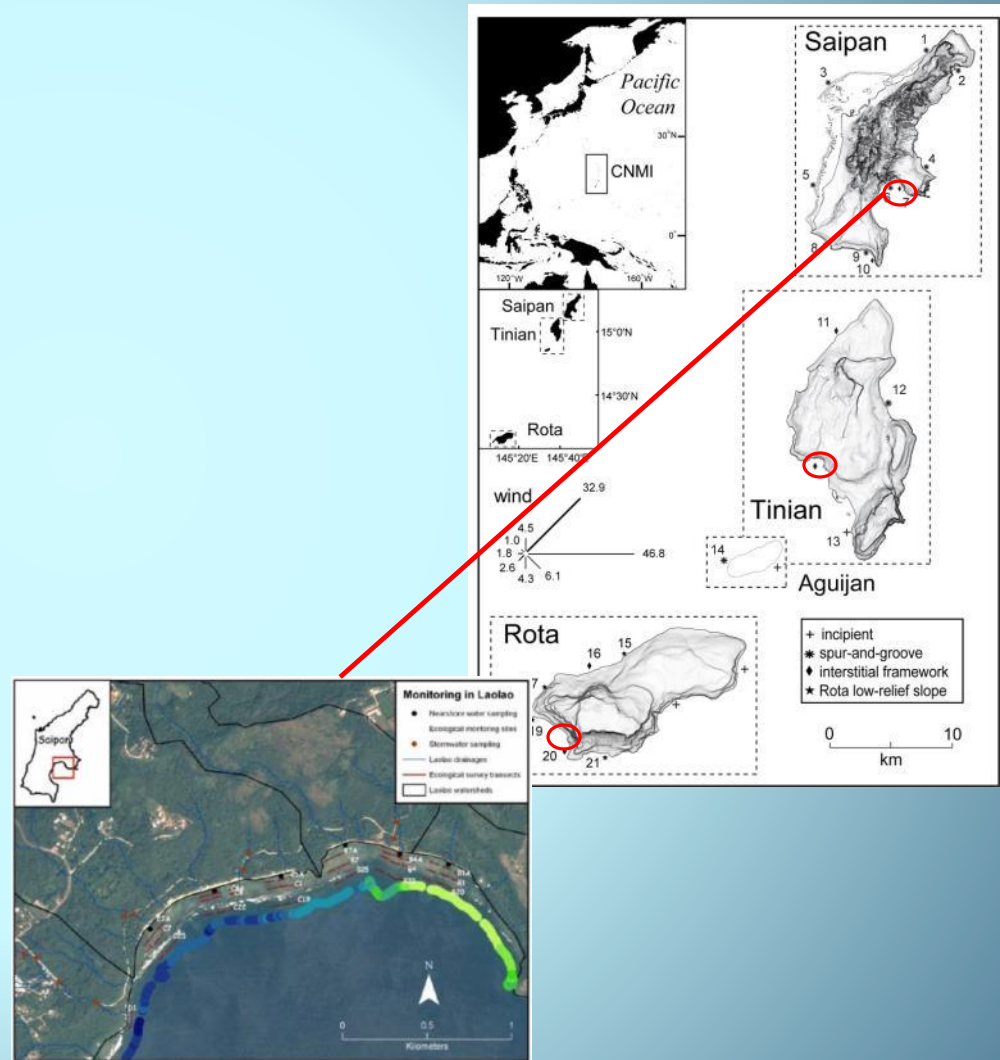 Saipan
1
2
3
4
5
7
8
9
10
Pacific
Ocean
30°N
CNMI
0°
120°W
160°W
Saipan
Tinian
15°0'N
14°30'N
Rota
145°20'E
145°40'E
wind
32.9
4.5
1.0
1.8
2.6
4.3
6.1
46.8
11
12
Tinian
13
14
Aguijan
Rota
15
16
19
20
21
+ incipient
spur-and-groove
interstitial framework
Rota low-relief slope
0 10
km
Saipan
Monitoring in Laolao
Nearshore water sampling
Ecological monitoring sites
Stormwater sampling
Laolao drainages
Ecological survey transects
Laolao watersheds
N
0 0.5 1
Kilometers